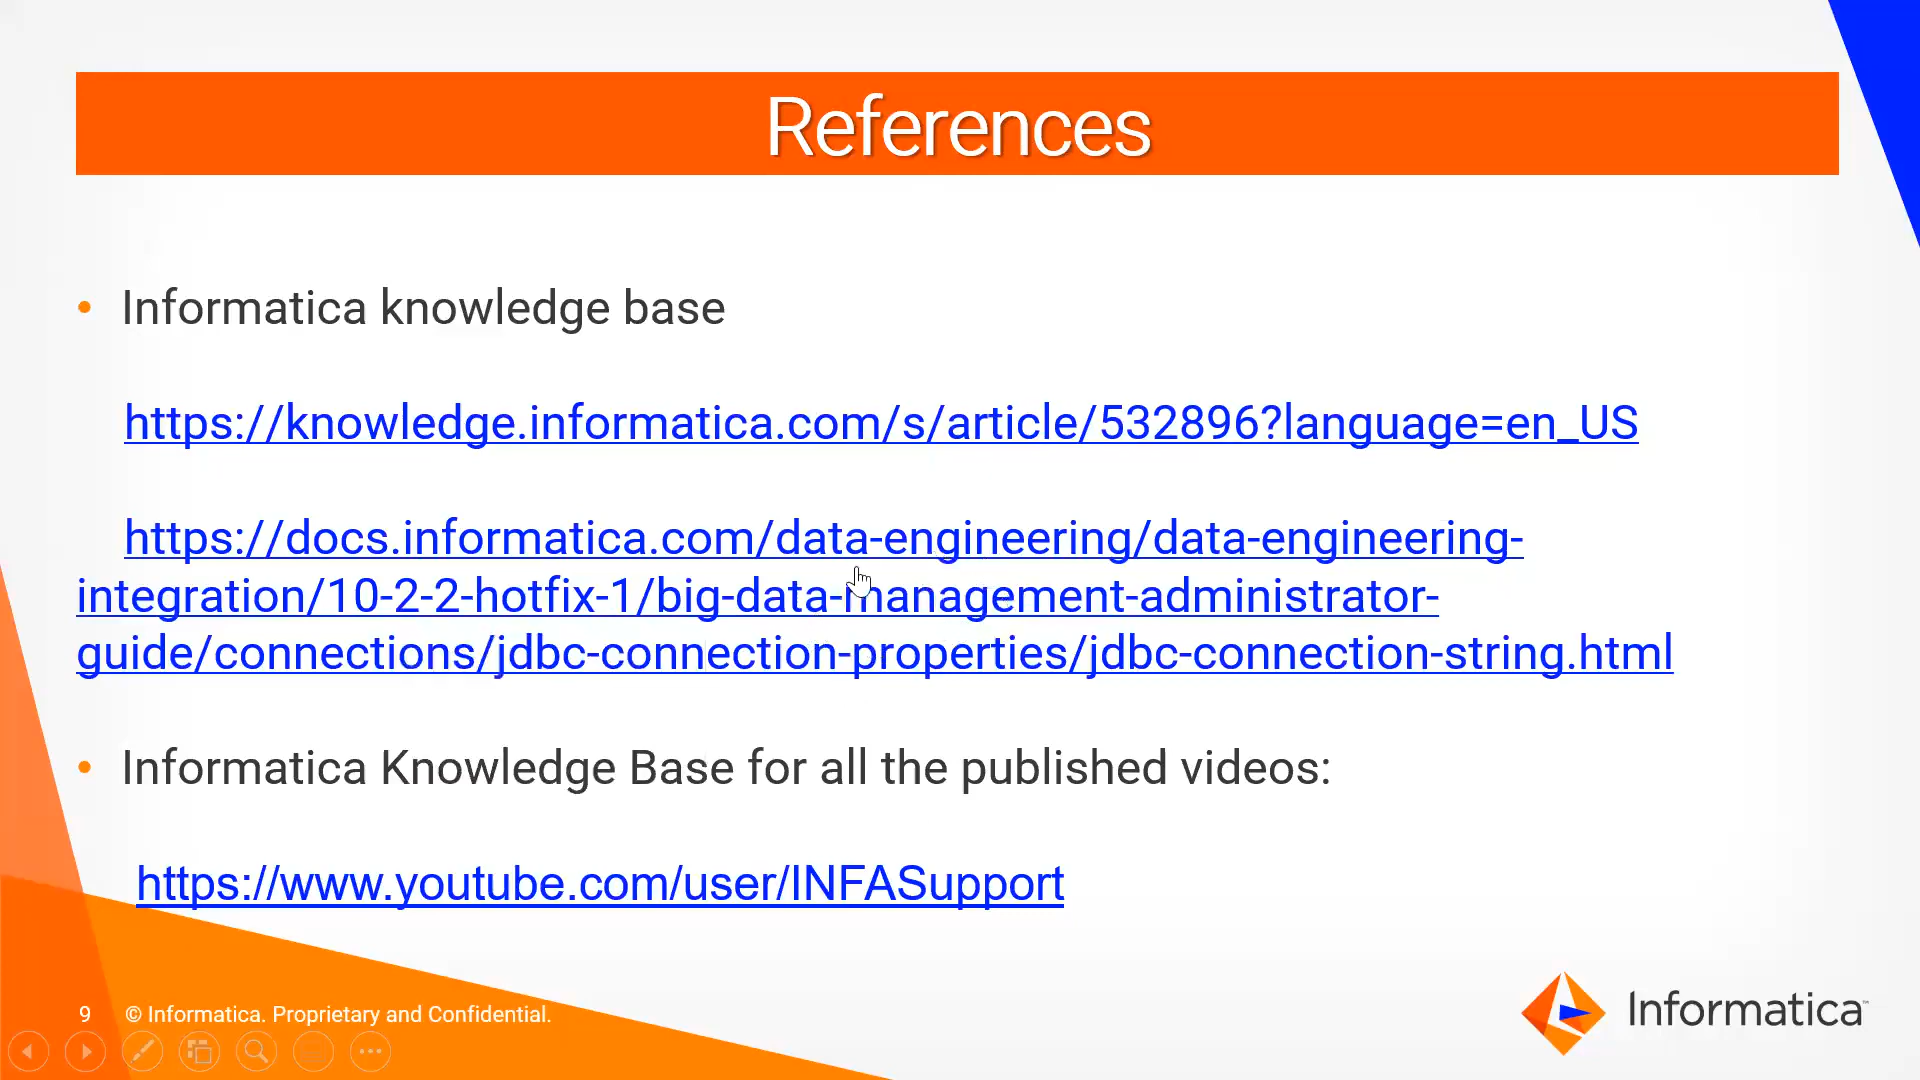 References
• Informatica knowledge base
https://knowledge.informatica.com/s/article/532896?language=en_US
https://docs.informatica.com/data-engineering/data-engineering-
integration/10-2-2-hotfix-1/big-data-management-administrator-
guide/connections/jdbc-connection-properties/jdbc-connection-string.html
• Informatica Knowledge Base for all the published videos:
https://www.youtube.com/user/INFASupport
9 © Informatica. Proprietary and Confidential.
Informatica™